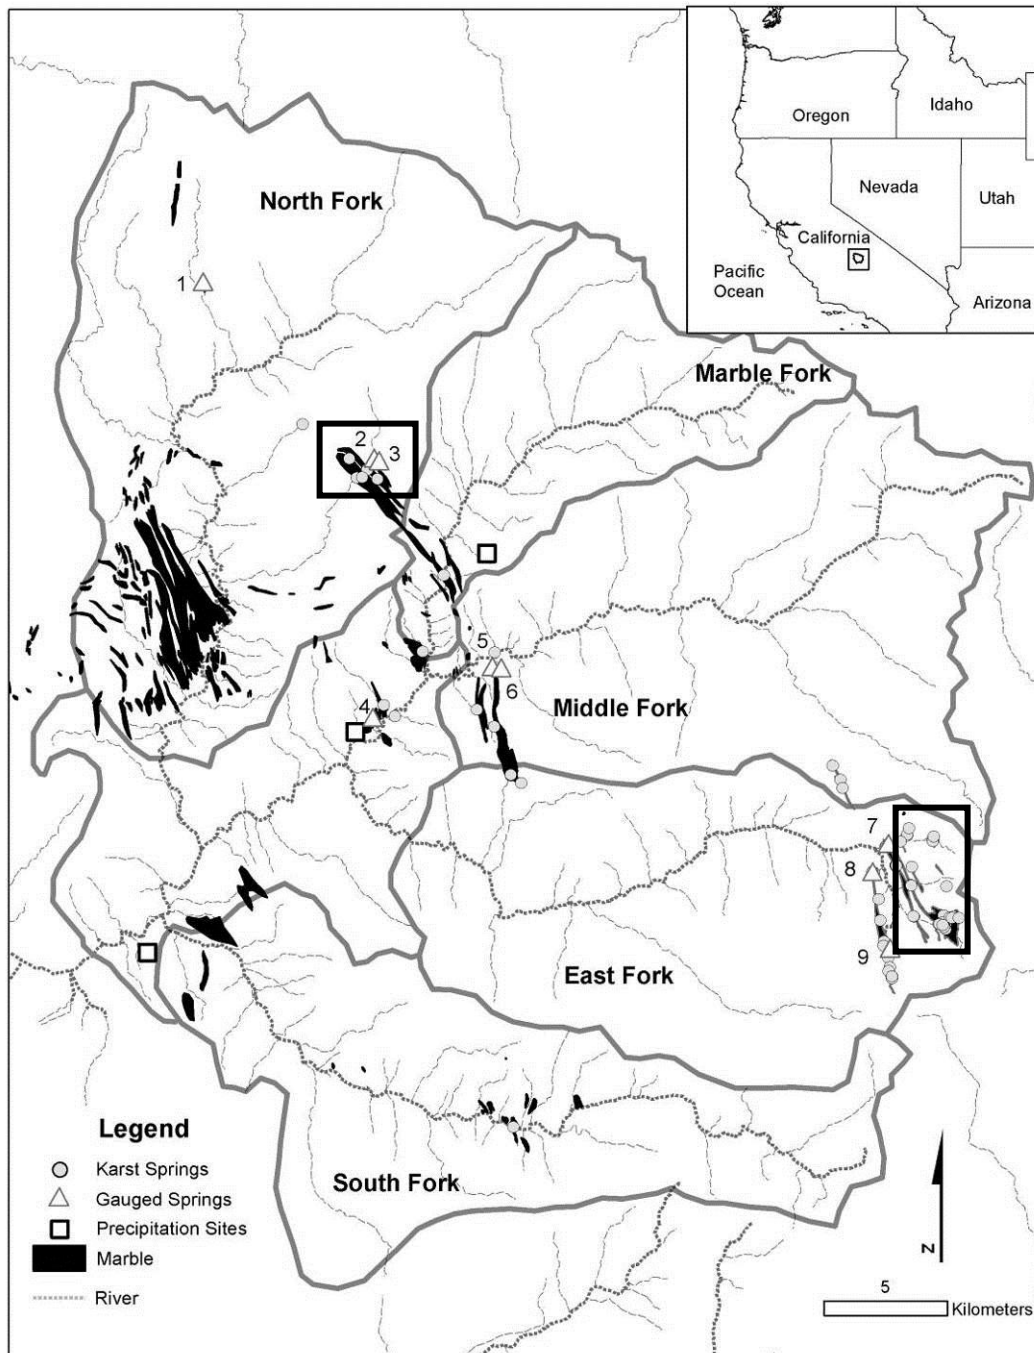 Oregon
Idaho
Nevada
Utah
California
Pacific
Ocean
Arizona
North Fork
1
Marble Fork
2
3
5
6
Middle Fork
4
7
8
9
East Fork
Legend
Karst Springs
Gauged Springs
Precipitation Sites
Marble
River
South Fork
N
5
Kilometers